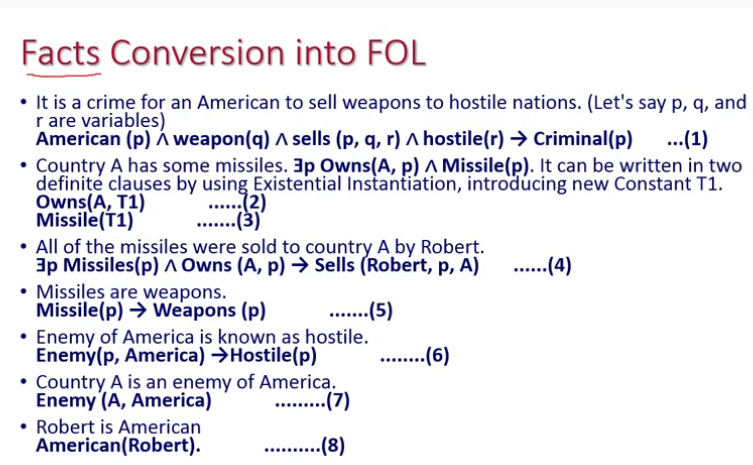 Facts Conversion into FOL
• It is a crime for an American to sell weapons to hostile nations. (Let's say p, q, and
r are variables)
American (p) ∧ weapon(q) ∧ sells (p, q, r) ∧ hostile(r) → Criminal(p) ...(1)
• Country A has some missiles. ∃p Owns(A, p) ∧ Missile(p). It can be written in two
definite clauses by using Existential Instantiation, introducing new Constant T1.
Owns(A, T1) ......(2)
Missile(T1) .......(3)
• All of the missiles were sold to country A by Robert.
∃p Missiles(p) ∧ Owns (A, p) → Sells (Robert, p, A) ......(4)
• Missiles are weapons.
Missile(p) → Weapons (p) .......(5)
• Enemy of America is known as hostile.
Enemy(p, America) →Hostile(p) ........(6)
• Country A is an enemy of America.
Enemy (A, America) .........(7)
• Robert is American
American(Robert). ..........(8)